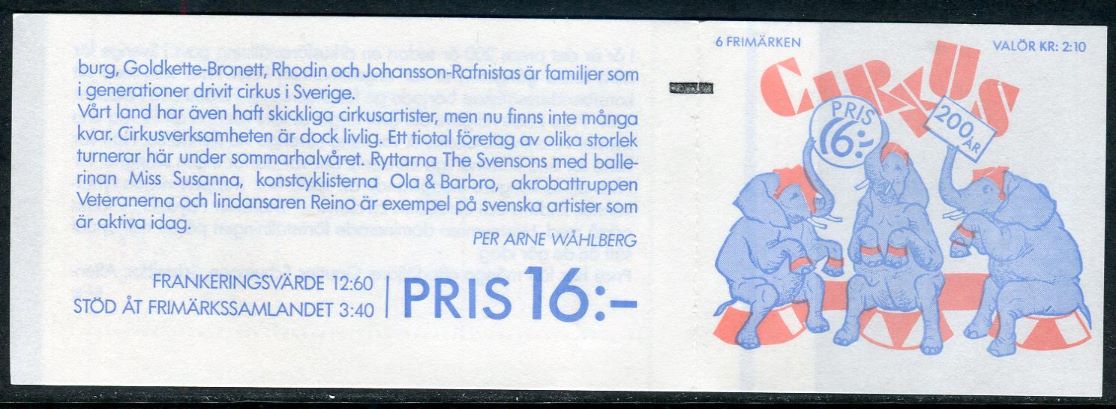 burg, Goldkette-Bronett, Rhodin och Johansson-Rafnistas är familjer som
i generationer drivit cirkus i Sverige.
Vårt land har även haft skickliga cirkusartister, men nu finns inte många
kvar. Cirkusverksamheten är dock livlig. Ett tiotal företag av olika storlek
turnerar här under sommarhalvåret. Ryttarna The Svensons med balle-
rinan Miss Susanna, konstcyklisterna Ola & Barbro, akrobattruppen
Veteranerna och lindansaren Reino är exempel på svenska artister som
är aktiva idag.
PER ARNE WÅHLBERG
FRANKERINGSVÄRDE 12:60
STÖD ÅT FRIMÄRKSSAMLANDET 3:40
PRIS 16:–
6 FRIMÄRKEN
VALÖR KR: 2:10
CIRKUS
PRIS
16:-
200 ÅR